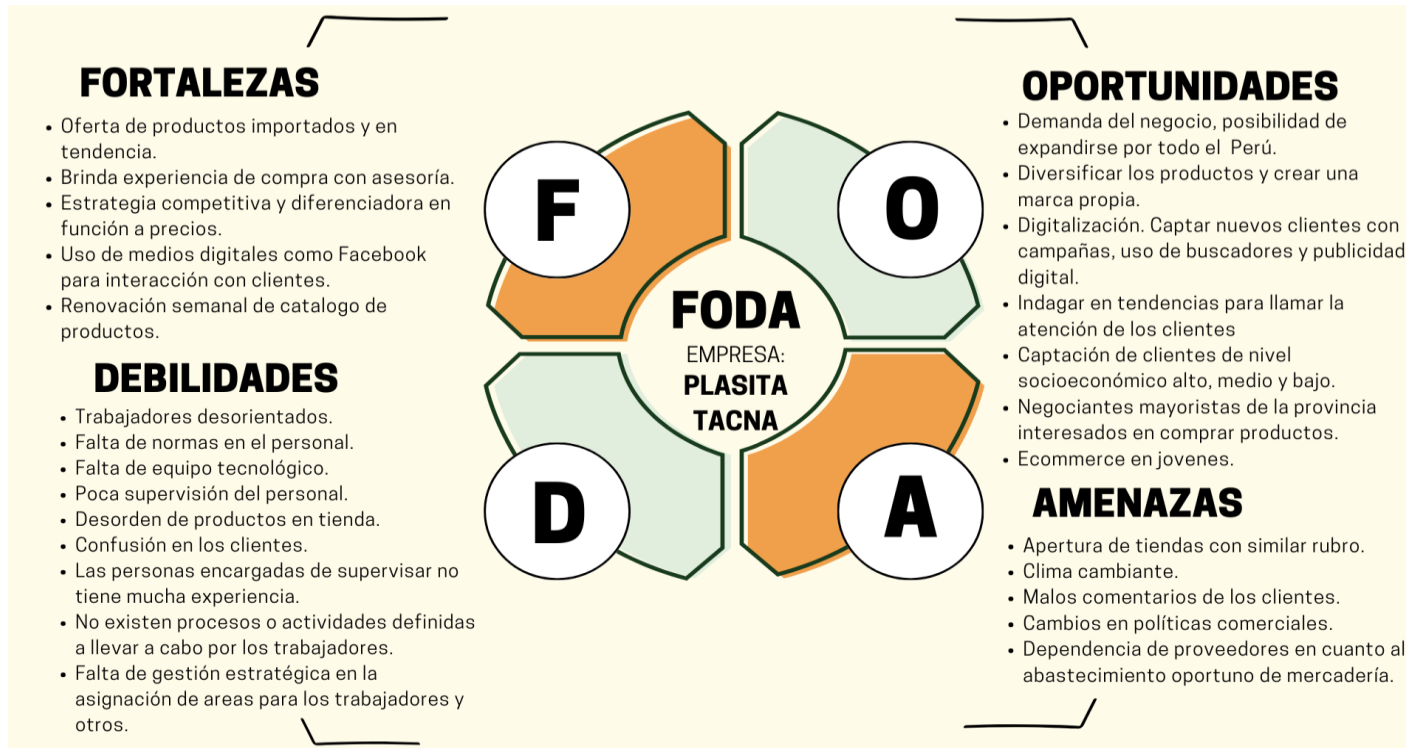 FORTALEZAS
• Oferta de productos importados y en
tendencia.
• Brinda experiencia de compra con asesoría.
• Estrategia competitiva y diferenciadora en
función a precios.
• Uso de medios digitales como Facebook
para interacción con clientes.
• Renovación semanal de catalogo de
productos.
DEBILIDADES
• Trabajadores desorientados.
• Falta de normas en el personal.
• Falta de equipo tecnológico.
• Poca supervisión del personal.
• Desorden de productos en tienda.
• Confusión en los clientes.
• Las personas encargadas de supervisar no
tiene mucha experiencia.
• No existen procesos o actividades definidas
a llevar a cabo por los trabajadores.
• Falta de gestión estratégica en la
asignación de areas para los trabajadores y
otros.
F
O
FODA
EMPRESA:
PLASITA
TACNA
D
A
OPORTUNIDADES
• Demanda del negocio, posibilidad de
expandirse por todo el Perú.
• Diversificar los productos y crear una
marca propia.
• Digitalización. Captar nuevos clientes con
campañas, uso de buscadores y publicidad
digital.
• Indagar en tendencias para llamar la
atención de los clientes
• Captación de clientes de nivel
socioeconómico alto, medio y bajo.
• Negociantes mayoristas de la provincia
interesados en comprar productos.
• Ecommerce en jovenes.
AMENAZAS
• Apertura de tiendas con similar rubro.
• Clima cambiante.
• Malos comentarios de los clientes.
• Cambios en políticas comerciales.
• Dependencia de proveedores en cuanto al
abastecimiento oportuno de mercadería.